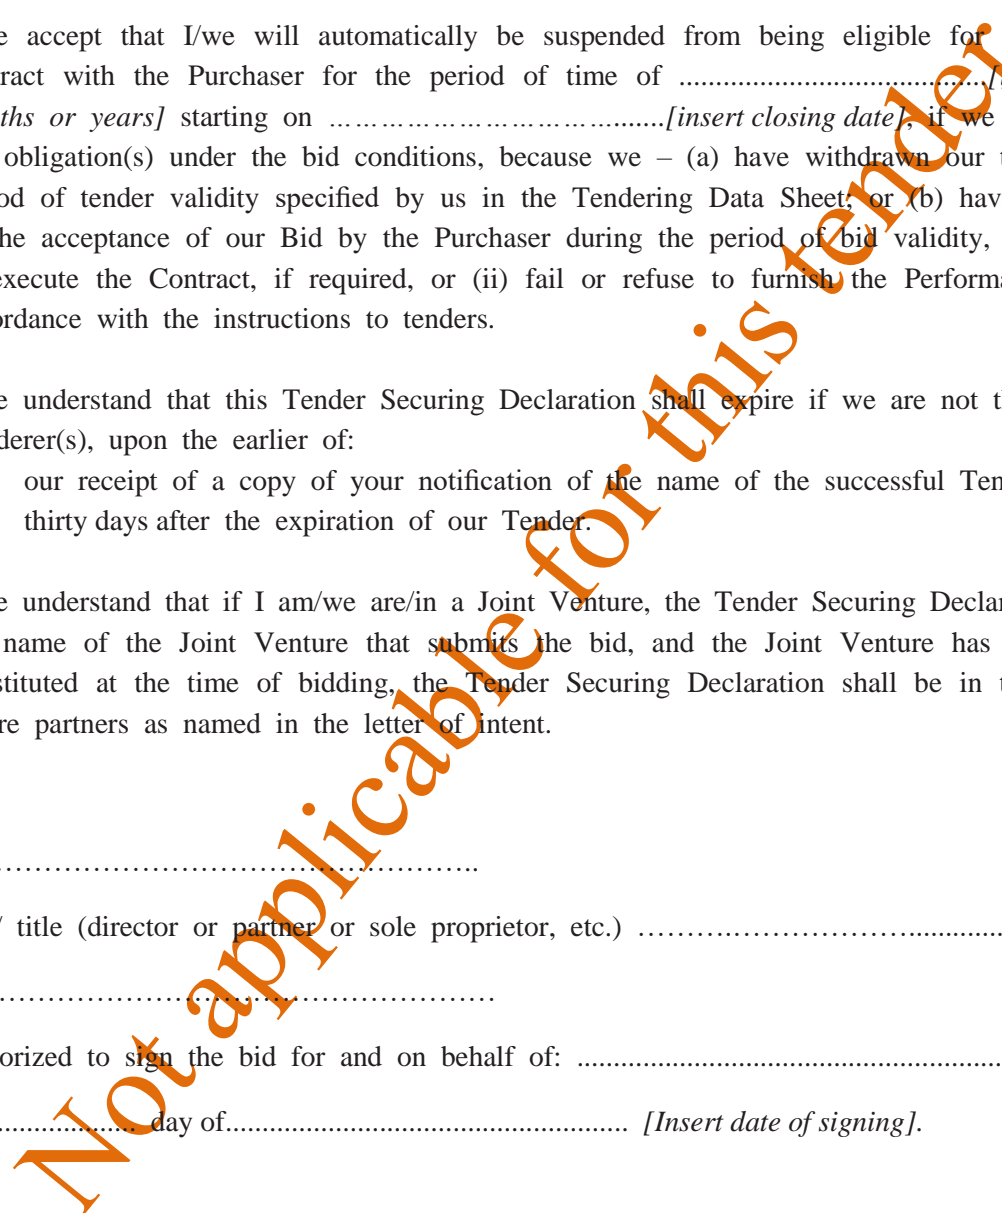 e accept that I/we will automatically be suspended from being eligible for
ract with the Purchaser for the period of time of ......................................[
ths or years] starting on ……………………………......[insert closing date], if we
obligation(s) under the bid conditions, because we – (a) have withdrawn our t
od of tender validity specified by us in the Tendering Data Sheet; or (b) have
he acceptance of our Bid by the Purchaser during the period of bid validity,
execute the Contract, if required, or (ii) fail or refuse to furnish the Performa
ordance with the instructions to tenders.
e understand that this Tender Securing Declaration shall expire if we are not th
derer(s), upon the earlier of:
our receipt of a copy of your notification of the name of the successful Ten
thirty days after the expiration of our Tender.
e understand that if I am/we are/in a Joint Venture, the Tender Securing Declar
name of the Joint Venture that submits the bid, and the Joint Venture has
stituted at the time of bidding, the Tender Securing Declaration shall be in t
re partners as named in the letter of intent.
……………………………………………..
/ title (director or partner or sole proprietor, etc.) …………………………...............
………………………………………………
orized to sign the bid for and on behalf of: ..........................................................................
........................ day of...................................................... [Insert date of signing].
Not applicable for this tender